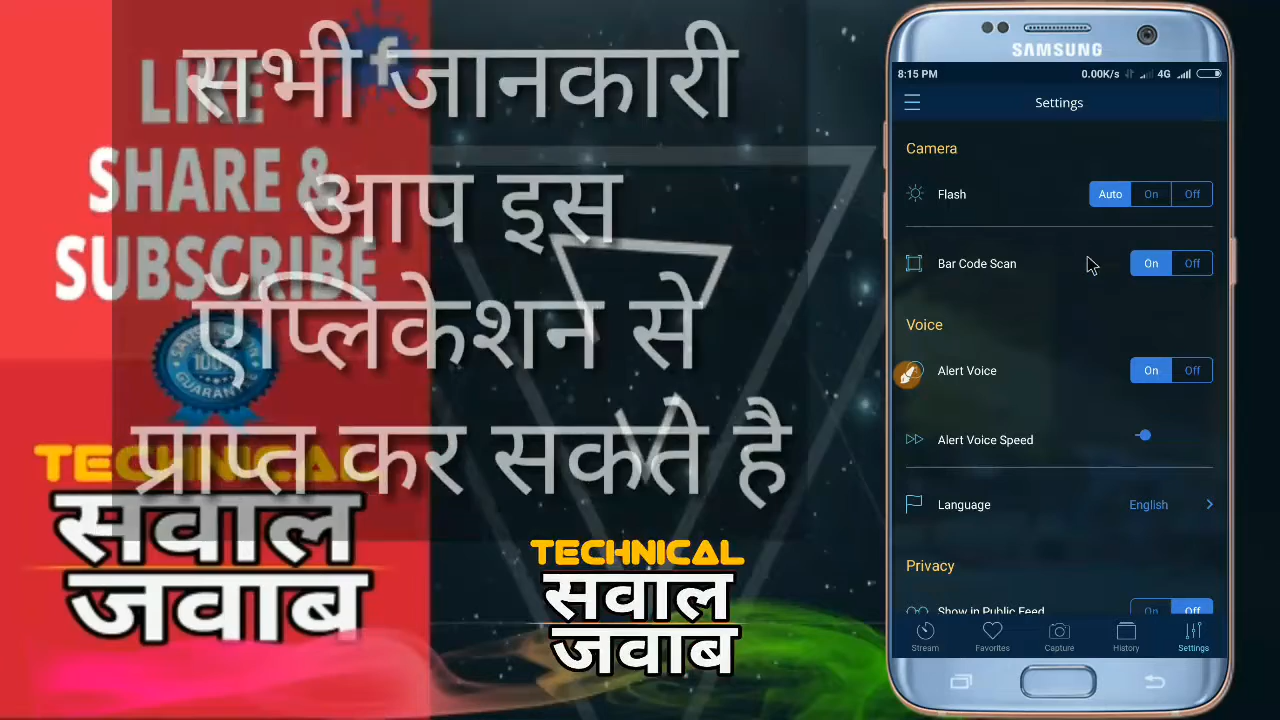 सभी जानकारी
आप इस
एप्लिकेशन से
प्राप्त कर सकते है
LIKE
SHARE &
SUBSCRIBE
f
100
GUARANTEE
TECHNICAL
सवाल
जवाब
TECHNICAL
सवाल
जवाब
SAMSUNG
8:15 PM 0.00K/s 4G
Settings
Camera
Flash Auto On Off
Bar Code Scan On Off
Voice
Alert Voice On Off
Alert Voice Speed
Language English
Privacy
Show in Public Feed On Off
Stream Favorites Capture History Settings